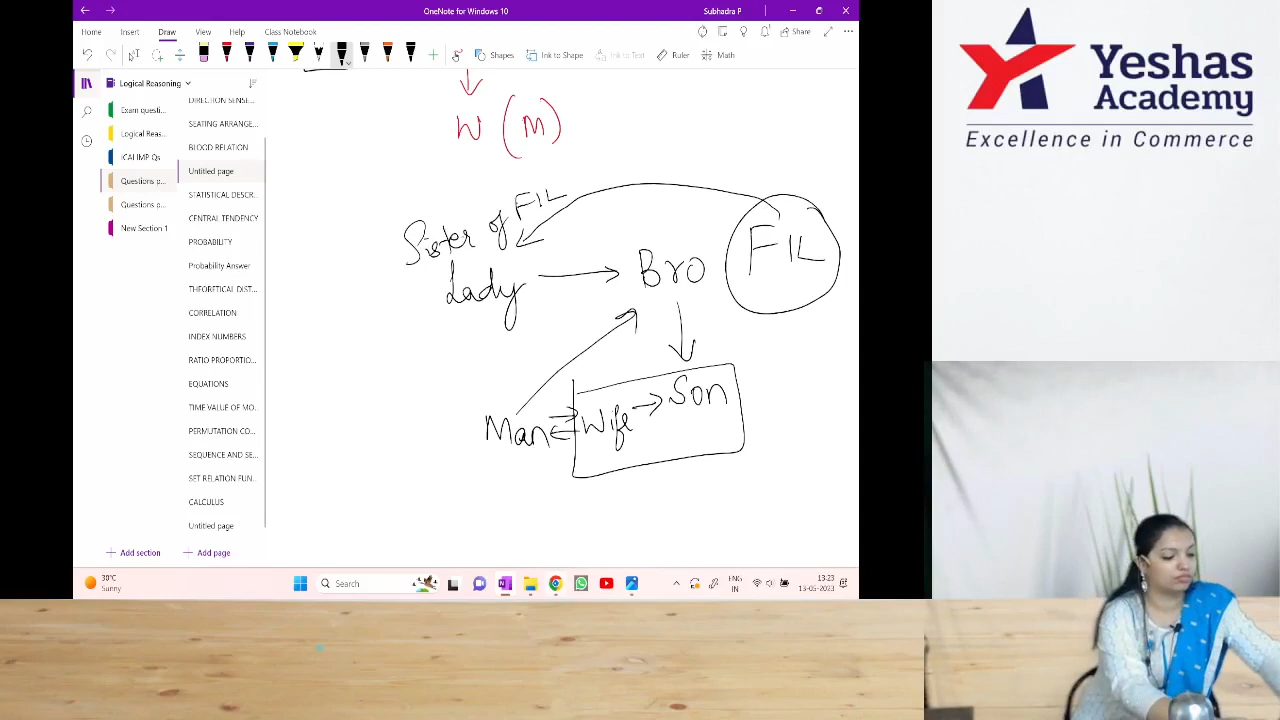 OneNote for Windows 10
Subhadra P
Home
Insert
Draw
View
Help
Class Notebook
Share
Shapes
Ink to Shape
Ink to Text
Ruler
Math
Logical Reasoning
Exam questi...
Logical Reas...
ICAI IMP Qs
Questions p...
Questions p...
New Section 1
DIRECTION SENSE...
SEATING ARRANGE...
BLOOD RELATION
Untitled page
STATISTICAL DESCR...
CENTRAL TENDENCY
PROBABILITY
Probability Answer
THEORETICAL DIST...
CORRELATION
INDEX NUMBERS
RATIO PROPORTIO...
EQUATIONS
TIME VALUE OF MO...
PERMUTATION CO...
SEQUENCE AND SE...
SET RELATION FUN...
CALCULUS
Untitled page
Add section
Add page
W (M)
Sister of FIL
Lady
Bro
FIL
Man
Wife
Son
30°C
Sunny
Search
ENG
IN
13:23
13-05-2023
Yeshas
Academy
Excellence in Commerce